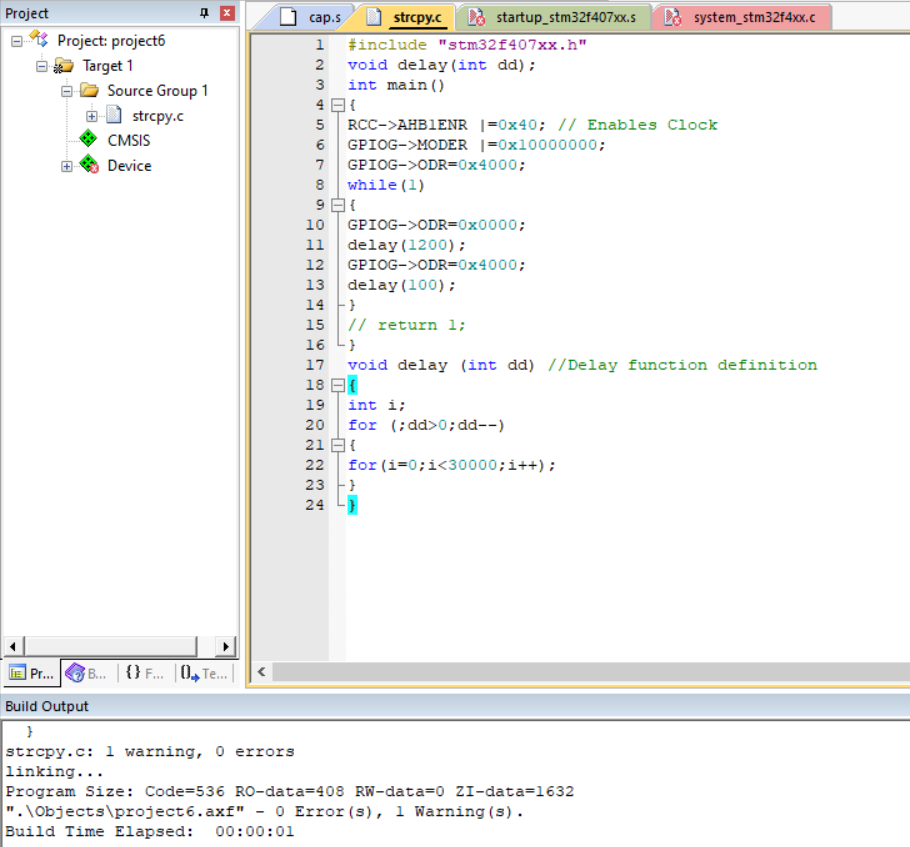 Project
Project: project6
Target 1
Source Group 1
strcpy.c
CMSIS
Device
Pr...
B...
{} F...
Te...
cap.s
strcpy.c
startup_stm32f407xx.s
system_stm32f4xx.c
1 #include "stm32f407xx.h"
2 void delay(int dd);
3 int main()
4 {
5 RCC->AHB1ENR |=0x40; // Enables Clock
6 GPIOG->MODER |=0x10000000;
7 GPIOG->ODR=0x4000;
8 while(1)
9 {
10 GPIOG->ODR=0x0000;
11 delay(1200);
12 GPIOG->ODR=0x4000;
13 delay(100);
14 }
15 // return 1;
16 }
17 void delay (int dd) //Delay function definition
18 {
19 int i;
20 for (;dd>0;dd--)
21 {
22 for(i=0;i<30000;i++);
23 }
24 }
Build Output
}
strcpy.c: 1 warning, 0 errors
linking...
Program Size: Code=536 RO-data=408 RW-data=0 ZI-data=1632
".\Objects\project6.axf" - 0 Error(s), 1 Warning(s).
Build Time Elapsed:  00:00:01